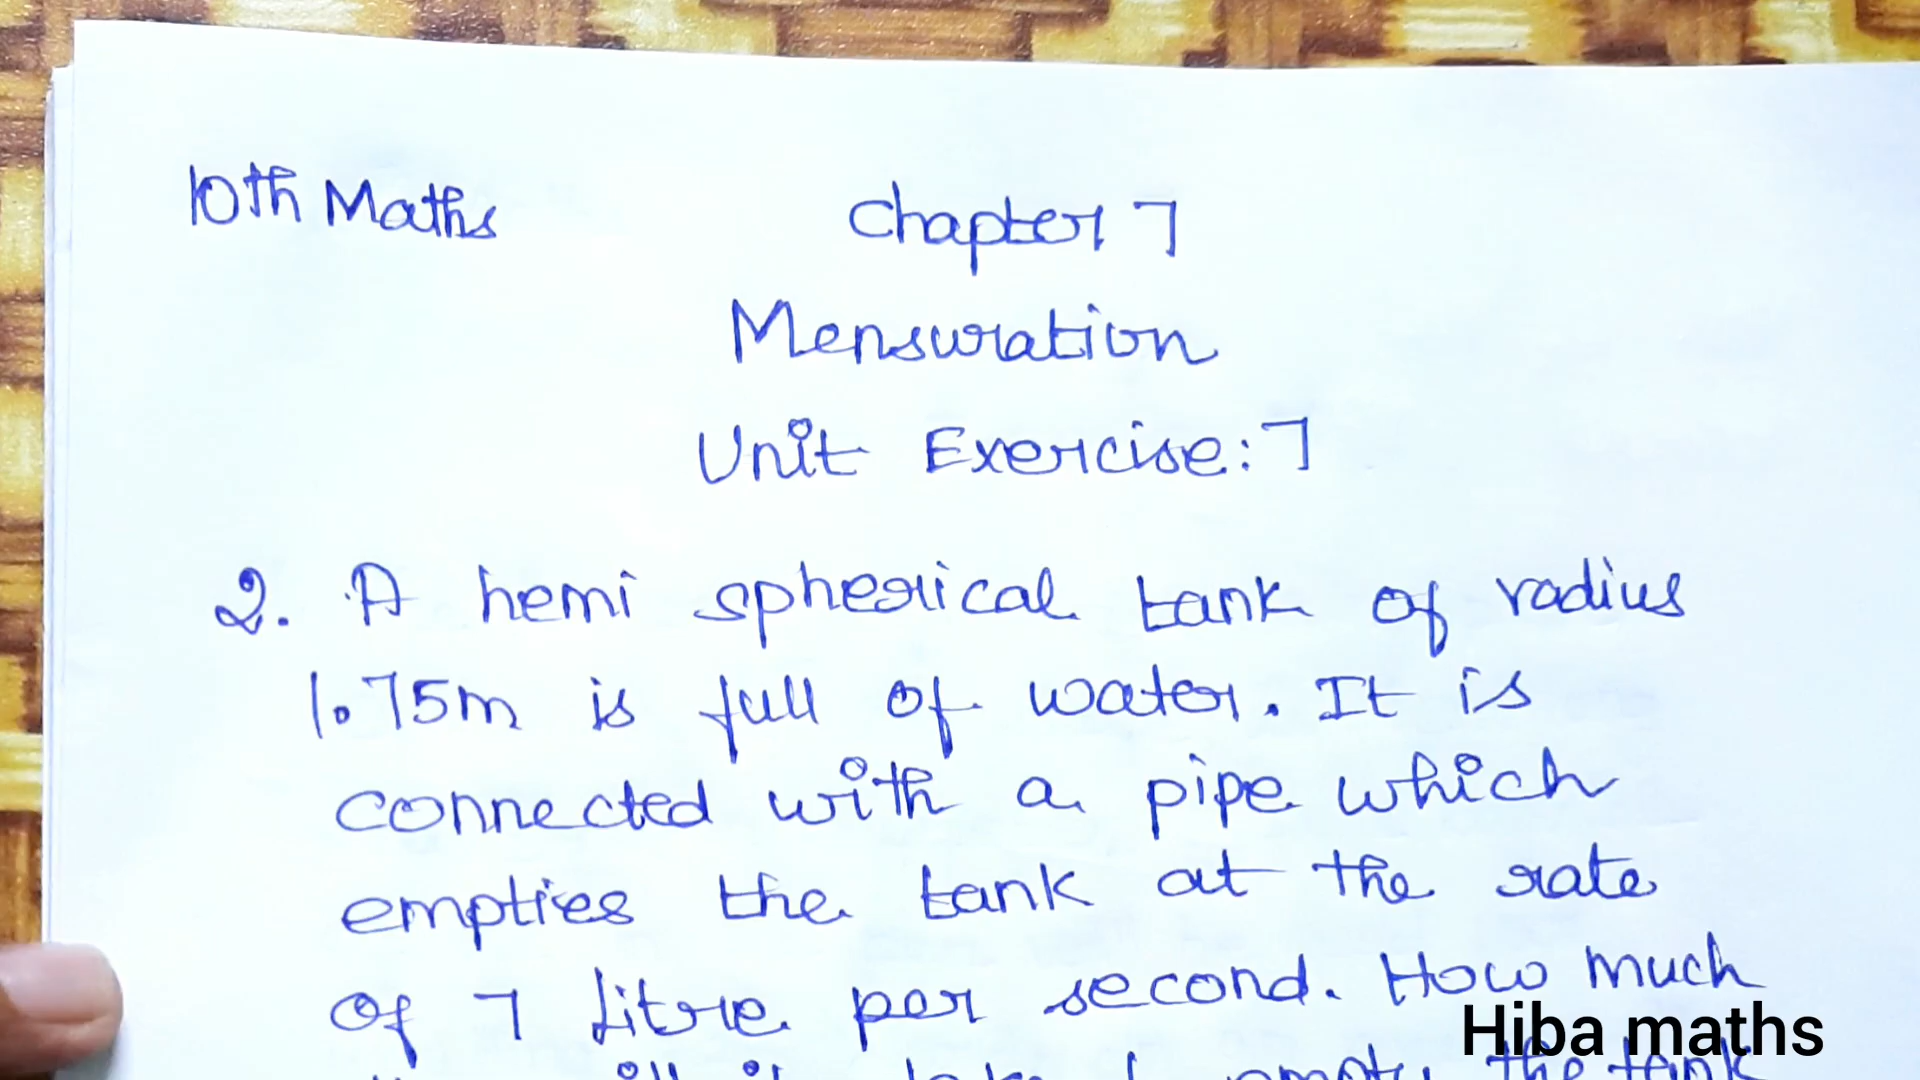 10th Maths
Chapter 7
Mensuration
Unit Exercise: 7
2. A hemi spherical tank of radius
1.75m is full of water. It is
connected with a pipe which
empties the tank at the rate
of 7 litre per second. How much
the tank
Hiba maths